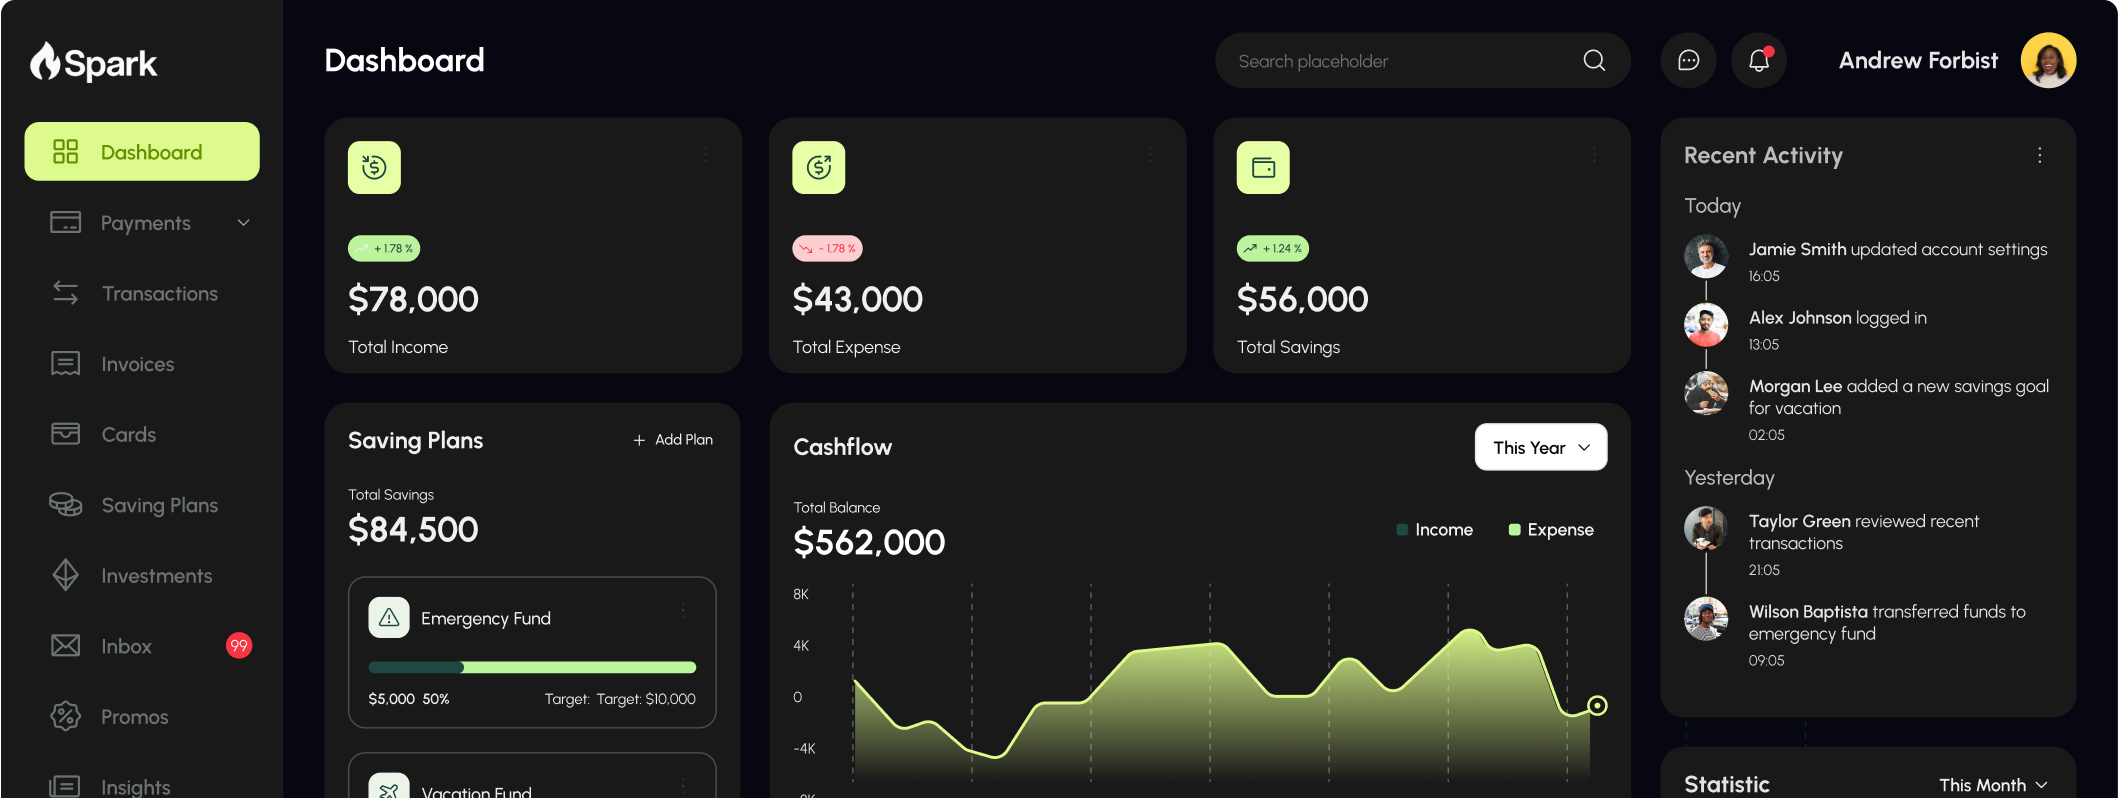 Spark
Dashboard
Payments
Transactions
Invoices
Cards
Saving Plans
Investments
Inbox
99
Promos
Insights
Dashboard
Search placeholder
Andrew Forbist
+ 1.78 %
$78,000
Total Income
- 1.78 %
$43,000
Total Expense
+ 1.24 %
$56,000
Total Savings
Saving Plans
+ Add Plan
Total Savings
$84,500
Emergency Fund
$5,000 50%
Target: Target: $10,000
Vacation Fund
Cashflow
This Year
Total Balance
$562,000
Income
Expense
8K
4K
0
-4K
-8K
Recent Activity
Today
Jamie Smith updated account settings
16:05
Alex Johnson logged in
13:05
Morgan Lee added a new savings goal
for vacation
02:05
Yesterday
Taylor Green reviewed recent
transactions
21:05
Wilson Baptista transferred funds to
emergency fund
09:05
Statistic
This Month